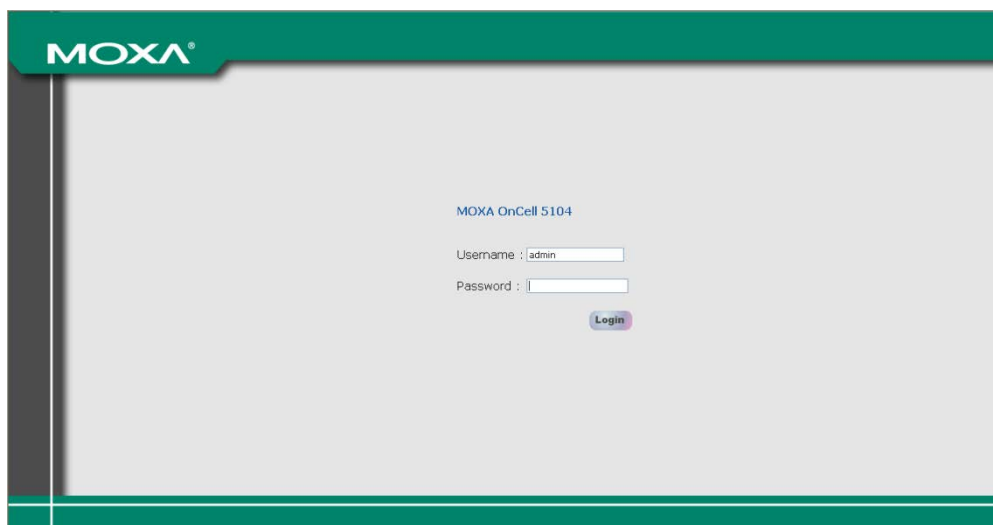 MOXA®
MOXA OnCell 5104
Username : admin
Password :
Login